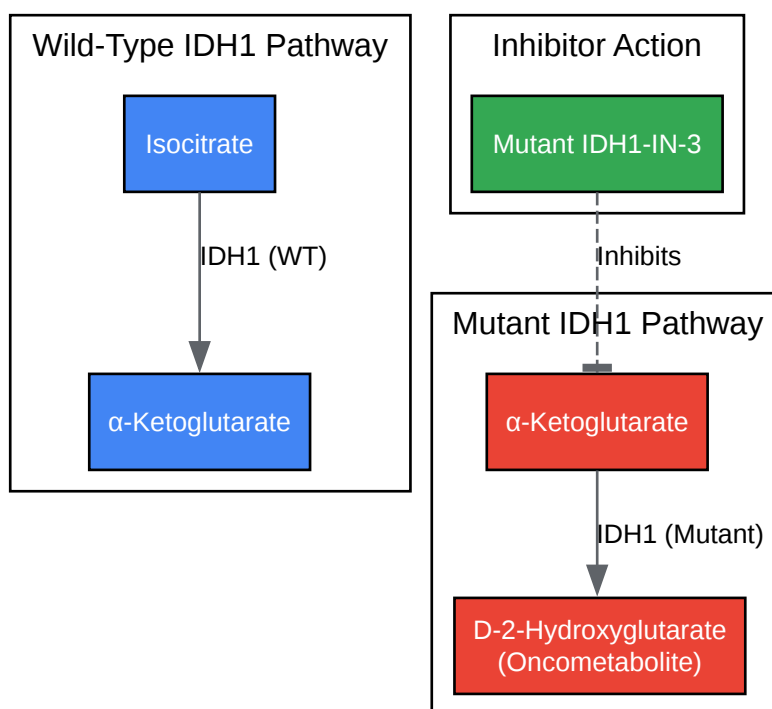 Wild-Type IDH1 Pathway
Isocitrate
IDH1 (WT)
α-Ketoglutarate
Inhibitor Action
Mutant IDH1-IN-3
Inhibits
Mutant IDH1 Pathway
α-Ketoglutarate
IDH1 (Mutant)
D-2-Hydroxyglutarate
(Oncometabolite)